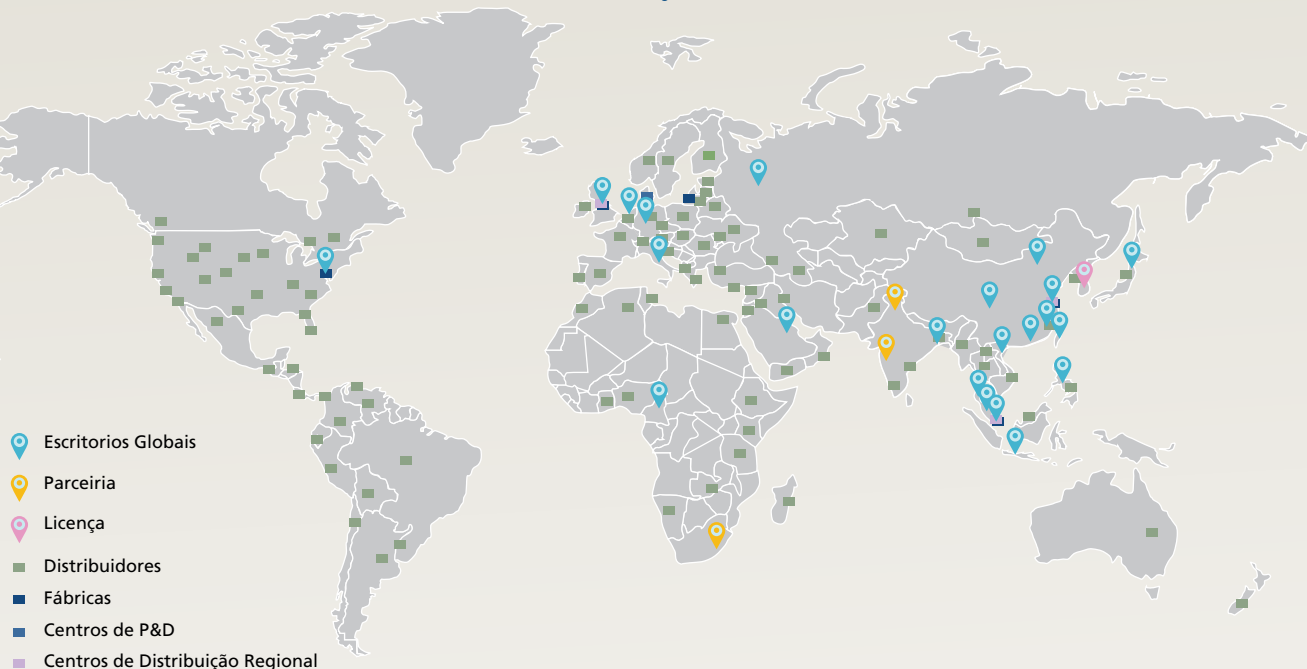 Escritorios Globais
Parceiria
Licença
Distribuidores
Fábricas
Centros de P&D
Centros de Distribuição Regional